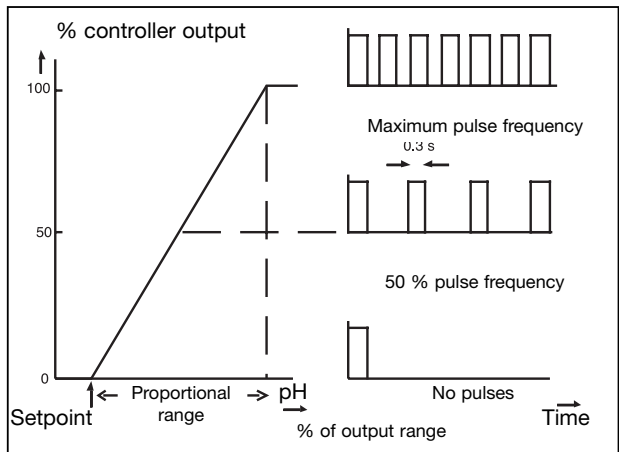 % controller output
100
Maximum pulse frequency
0.3 s
50
50 % pulse frequency
0
Setpoint
Proportional
range
pH
No pulses
Time
% of output range